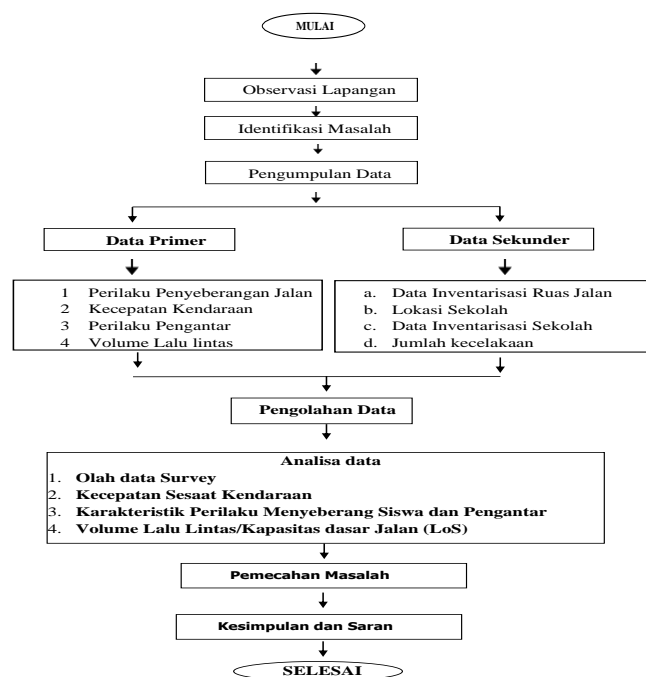 MULAI
Observasi Lapangan
Identifikasi Masalah
Pengumpulan Data
Data Primer
Data Sekunder
1 Perilaku Penyeberangan Jalan
2 Kecepatan Kendaraan
3 Perilaku Pengantar
4 Volume Lalu lintas
a. Data Inventarisasi Ruas Jalan
b. Lokasi Sekolah
c. Data Inventarisasi Sekolah
d. Jumlah kecelakaan
Pengolahan Data
Analisa data
1. Olah data Survey
2. Kecepatan Sesaat Kendaraan
3. Karakteristik Perilaku Menyeberang Siswa dan Pengantar
4. Volume Lalu Lintas/Kapasitas dasar Jalan (LoS)
Pemecahan Masalah
Kesimpulan dan Saran
SELESAI